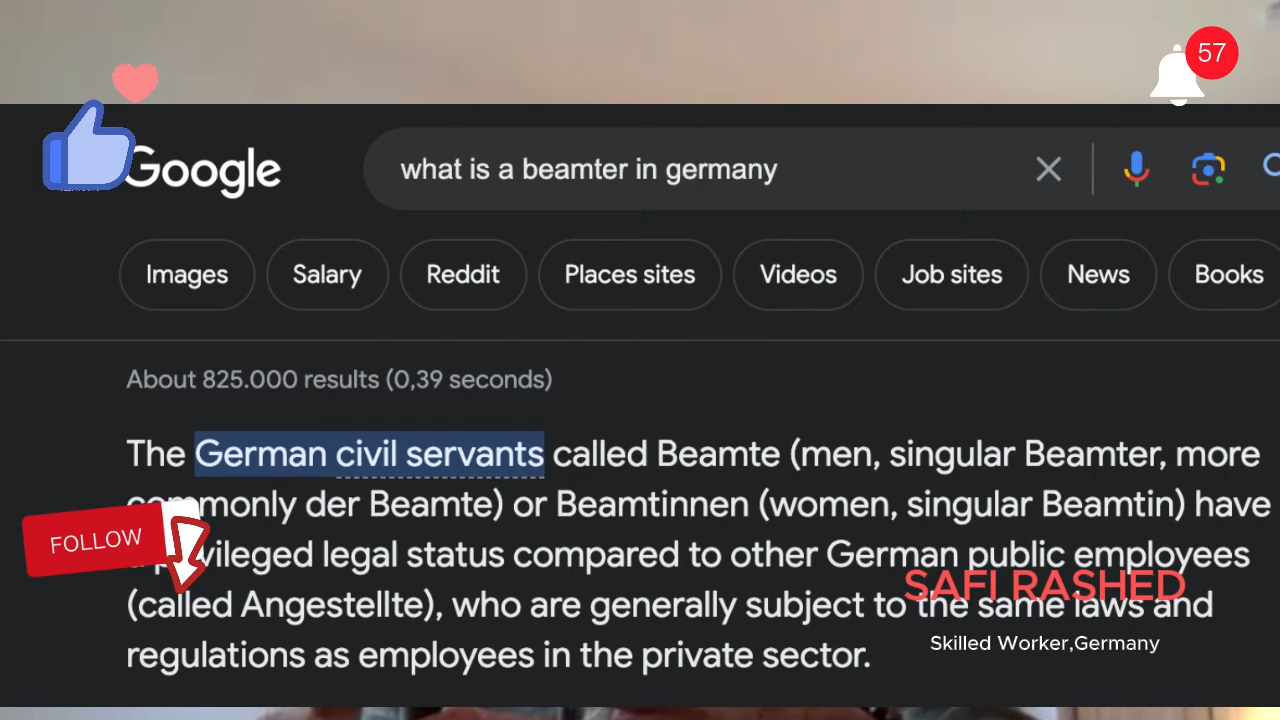 57
Google
what is a beamter in germany
Images
Salary
Reddit
Places sites
Videos
Job sites
News
Books
About 825.000 results (0,39 seconds)
The German civil servants called Beamte (men, singular Beamter, more
commonly der Beamte) or Beamtinnen (women, singular Beamtin) have
a privileged legal status compared to other German public employees
(called Angestellte), who are generally subject to the same laws and
regulations as employees in the private sector.
FOLLOW
SAFI RASHED
Skilled Worker,Germany